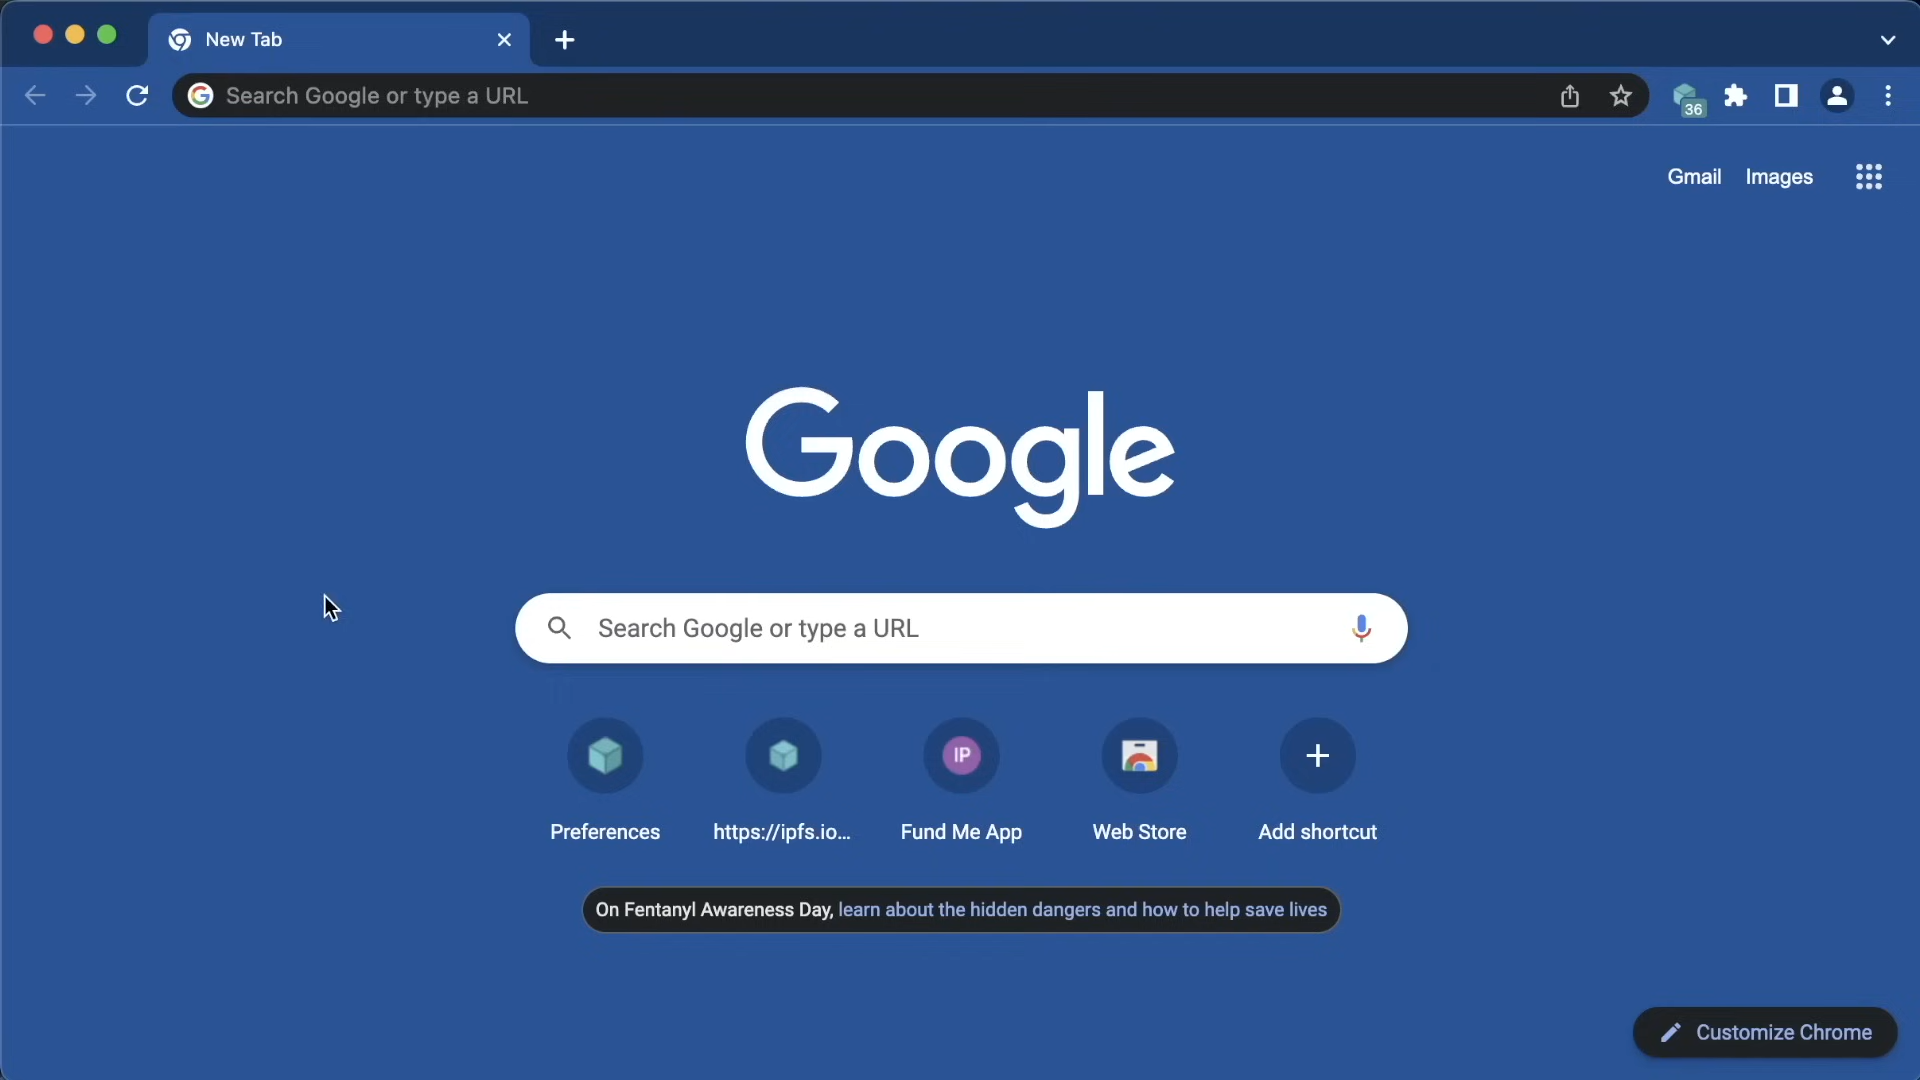 New Tab
Search Google or type a URL
36
Gmail Images
Google
Search Google or type a URL
IP
Preferences https://ipfs.io... Fund Me App Web Store Add shortcut
On Fentanyl Awareness Day, learn about the hidden dangers and how to help save lives
Customize Chrome